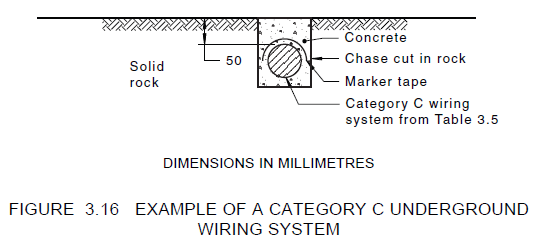 Concrete
Chase cut in rock
50
Solid
rock
Marker tape
Category C wiring
system from Table 3.5
DIMENSIONS IN MILLIMETRES
FIGURE 3.16 EXAMPLE OF A CATEGORY C UNDERGROUND
WIRING SYSTEM